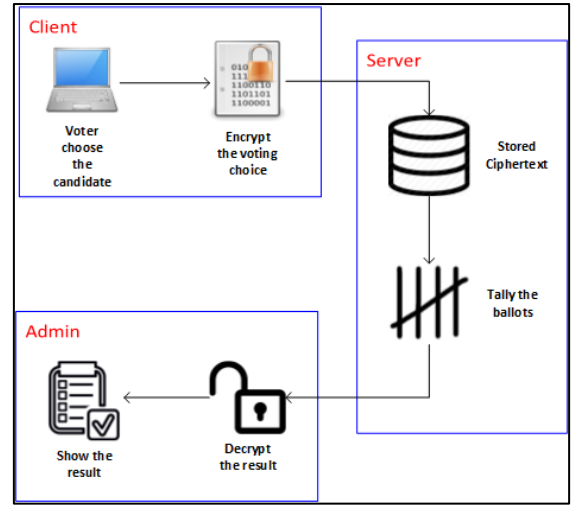 Client
Voter
choose
the
candidate
010
111
1100110
1101101
1100001
Encrypt
the voting
choice
Server
Stored
Ciphertext
Tally the
ballots
Admin
Show the
result
Decrypt
the result